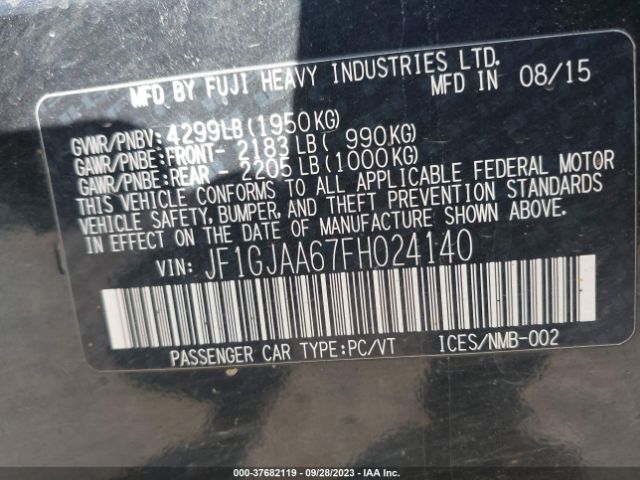 MFD BY FUJI HEAVY INDUSTRIES LTD.
MFD IN 08/15
GVWR/PNBV: 4299LB(1950KG)
GAWR/PNBE:FRONT- 2183 LB( 990KG)
GAWR/PNBE:REAR - 2205 LB(1000KG)
THIS VEHICLE CONFORMS TO ALL APPLICABLE FEDERAL MOTOR
VEHICLE SAFETY, BUMPER, AND THEFT PREVENTION STANDARDS
IN EFFECT ON THE DATE OF MANUFACTURE SHOWN ABOVE.
VIN: JF1GJAA67FH024140
PASSENGER CAR TYPE:PC/VT ICES/NMB-002
000-37682119 - 09/28/2023 - IAA Inc.